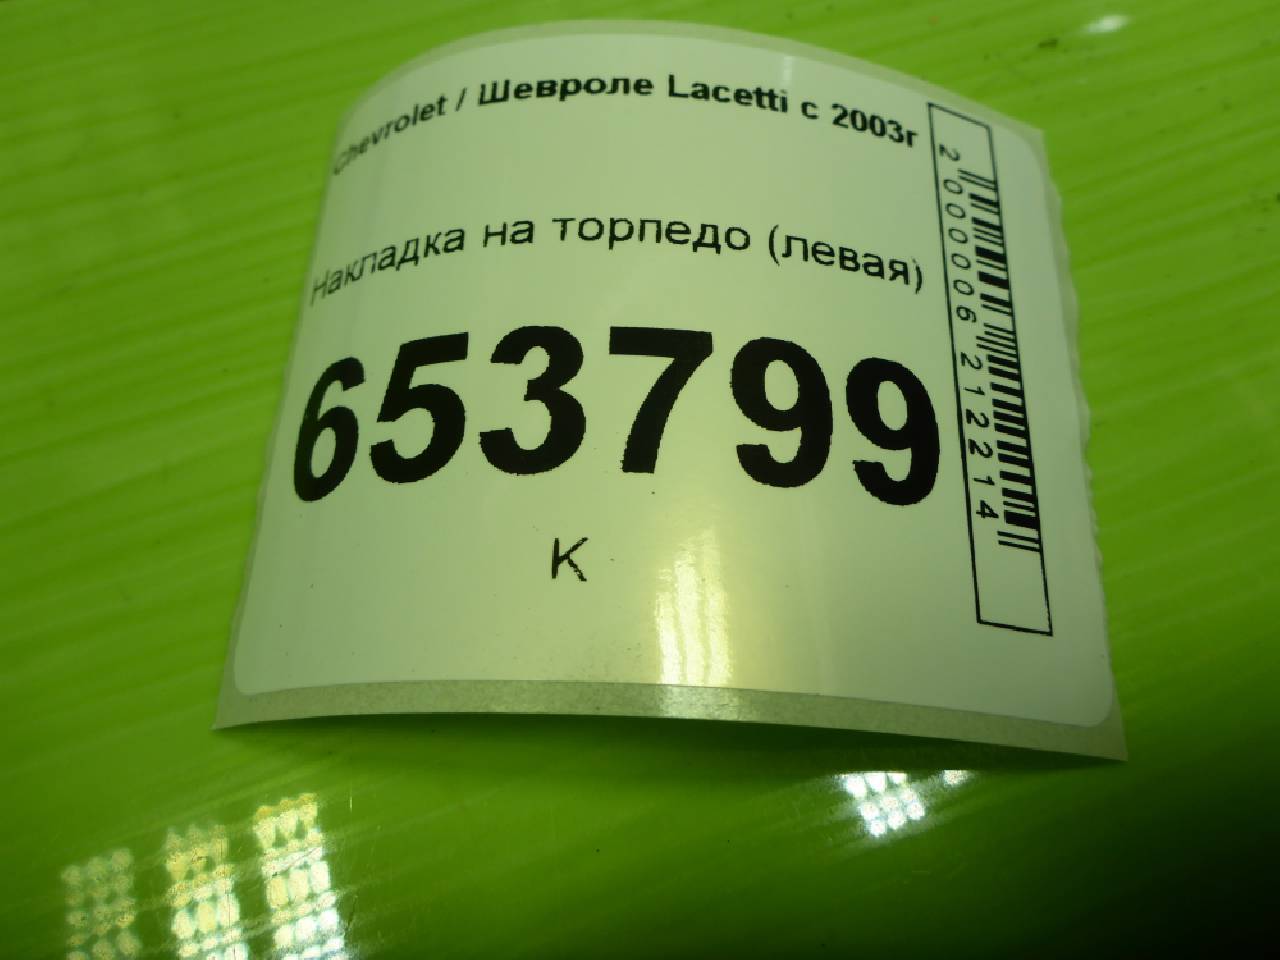 Chevrolet / Шевроле Lacetti с 2003г
Накладка на торпедо (левая)
653799
К
2000006212214